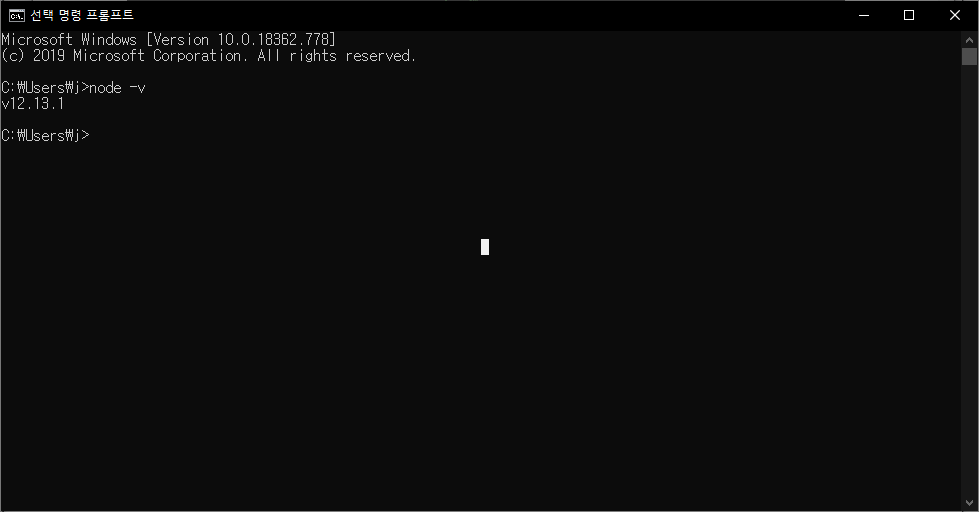 선택 명령 프롬프트
Microsoft Windows [Version 10.0.18362.778]
(c) 2019 Microsoft Corporation. All rights reserved.
C:₩Users₩j>node -v
v12.13.1
C:₩Users₩j>